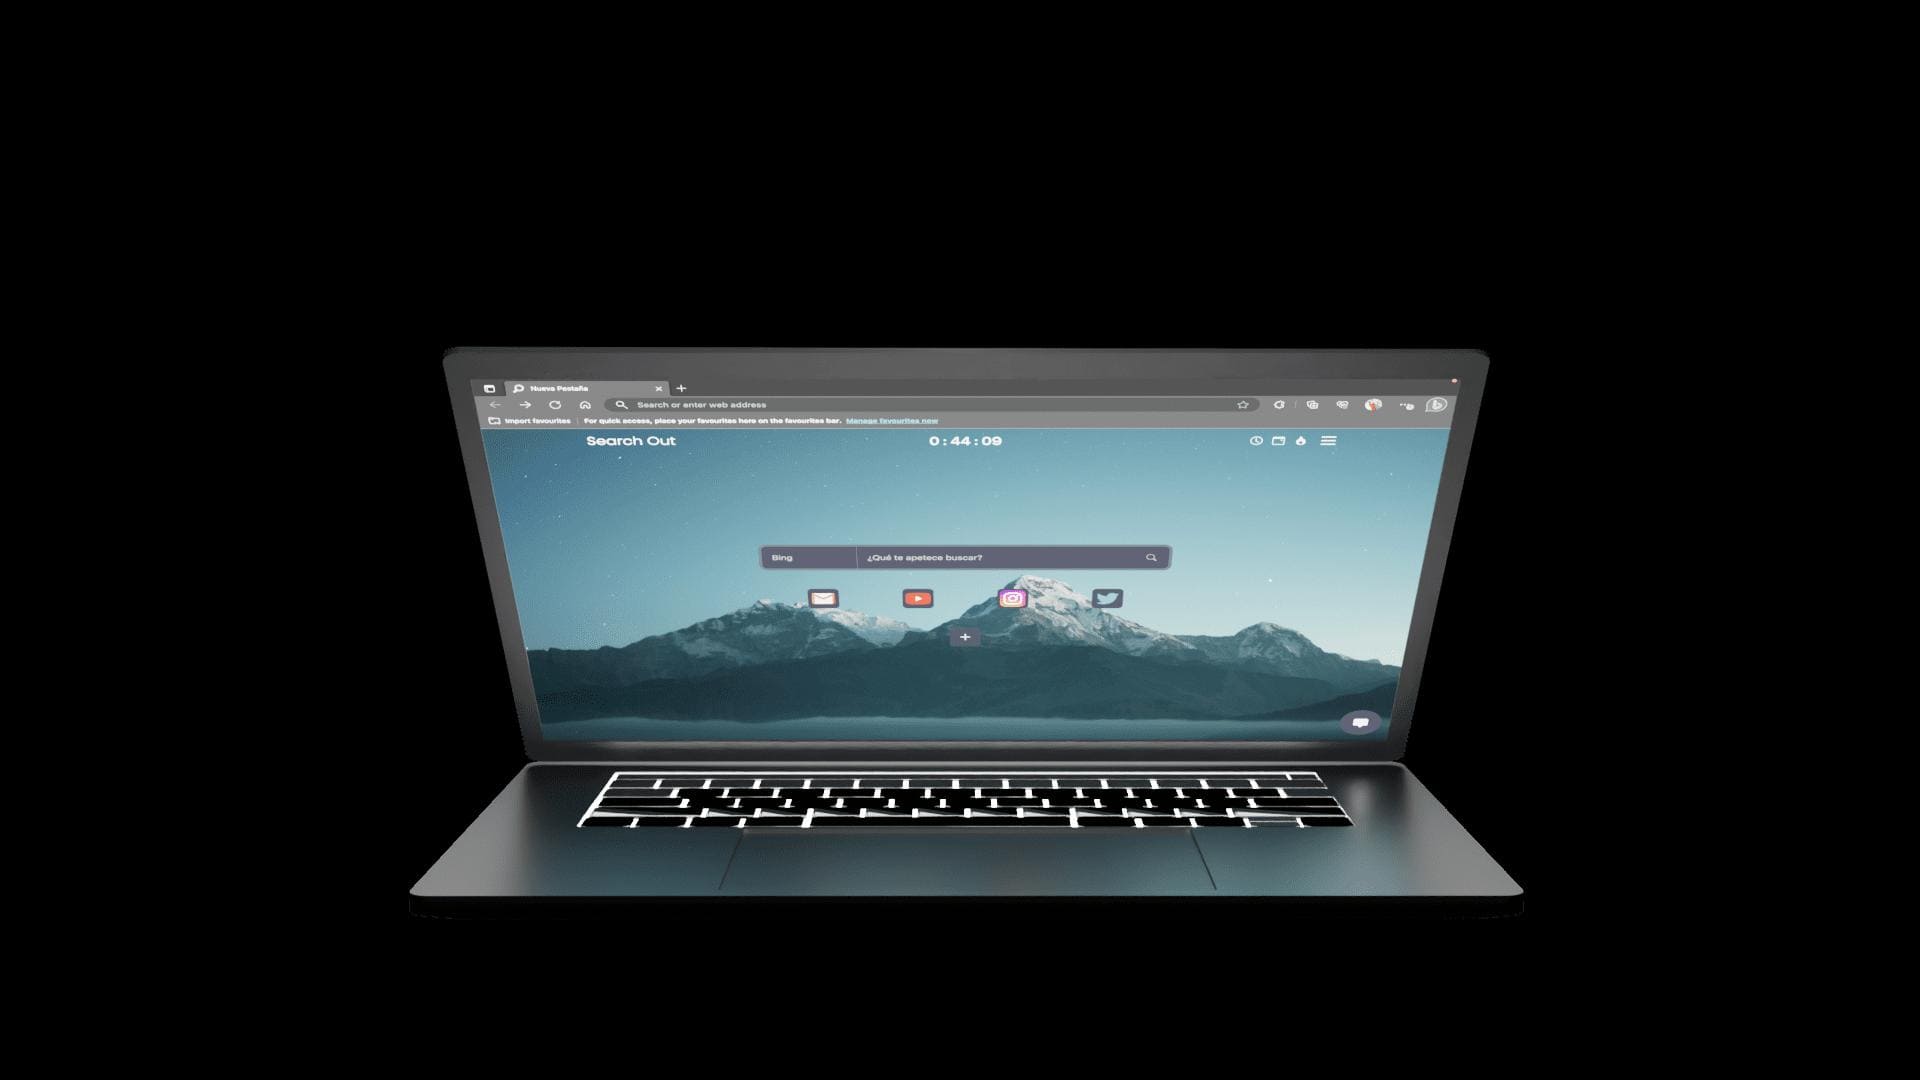 Nueva Pestaña
Search or enter web address
Import favourites
For quick access, place your favourites here on the favourites bar. Manage favourites now
Search Out
0 : 44 : 09
Bing
¿Qué te apetece buscar?